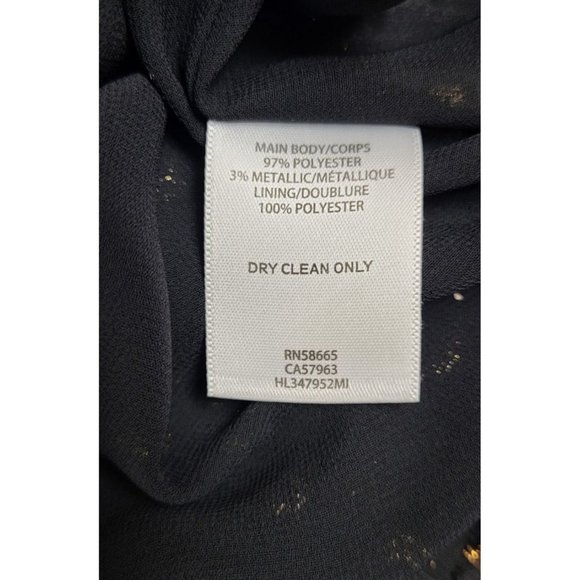 MAIN BODY/CORPS
97% POLYESTER
3% METALLIC/MÉTALLIQUE
LINING/DOUBLURE
100% POLYESTER
DRY CLEAN ONLY
RN58665
CA57963
HL347952MI